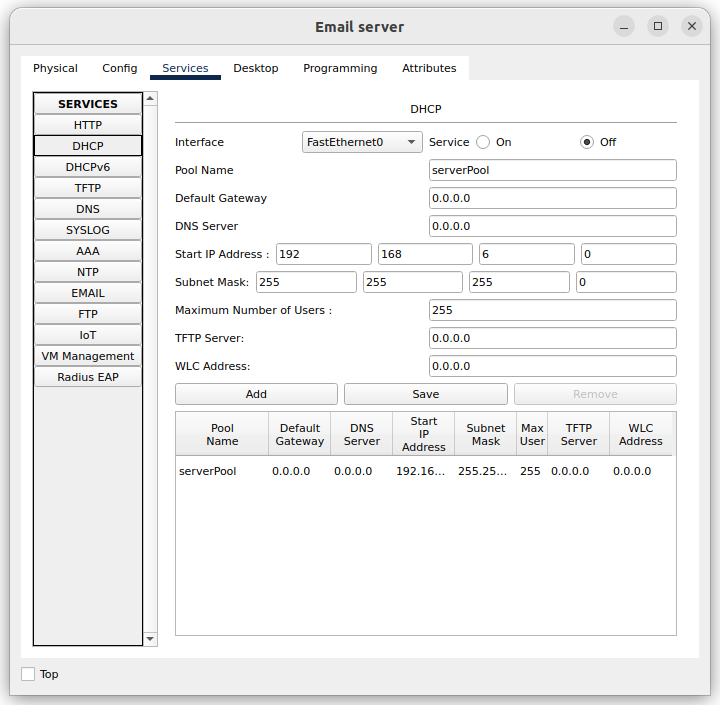 Email server
Physical Config Services Desktop Programming Attributes
SERVICES
HTTP
DHCP
DHCPv6
TFTP
DNS
SYSLOG
AAA
NTP
EMAIL
FTP
IoT
VM Management
Radius EAP
DHCP
Interface FastEthernet0 Service On Off
Pool Name serverPool
Default Gateway 0.0.0.0
DNS Server 0.0.0.0
Start IP Address : 192 168 6 0
Subnet Mask: 255 255 255 0
Maximum Number of Users : 255
TFTP Server: 0.0.0.0
WLC Address: 0.0.0.0
Add Save Remove
Pool Name Default Gateway DNS Server Start IP Address Subnet Mask Max User TFTP Server WLC Address
serverPool 0.0.0.0 0.0.0.0 192.16... 255.25... 255 0.0.0.0 0.0.0.0
Top